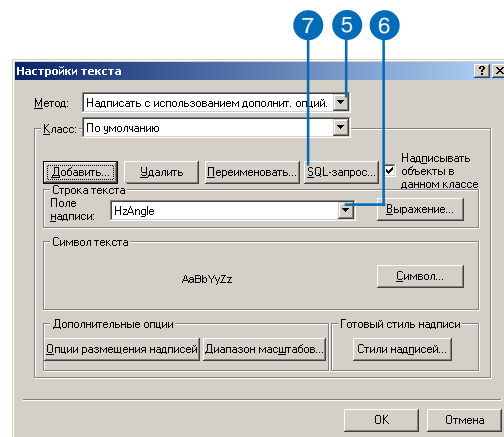 7 5 6
Настройки текста
Метод: Надписать с использованием дополнит. опций.
Класс: По умолчанию
Добавить... Удалить Переименовать... SQL-запрос... Надписывать объекты в данном классе
Строка текста
Поле надписи: HzAngle Выражение...
Символ текста
AaBbYyZz Символ...
Дополнительные опции Готовый стиль надписи
Опции размещения надписей Диапазон масштабов... Стили надписей...
OK Отмена